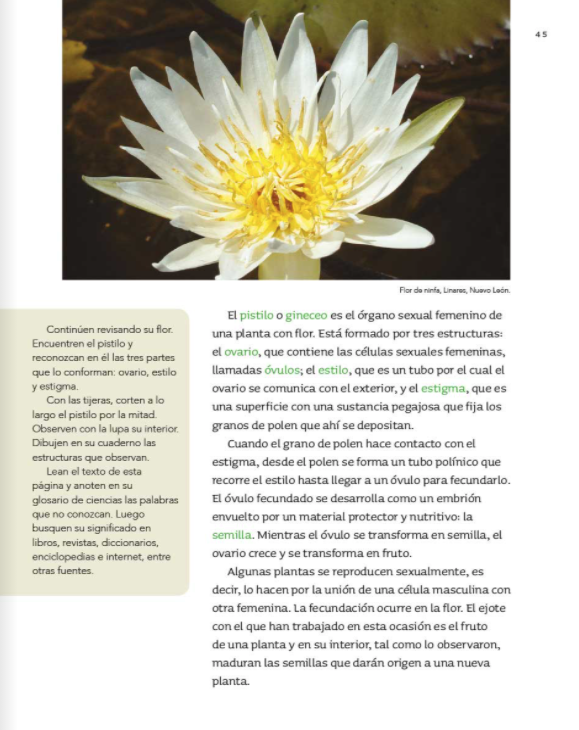 45
Flor de ninfa, Linares, Nuevo León.
Continúen revisando su flor.
Encuentren el pistilo y
reconozcan en él las tres partes
que lo conforman: ovario, estilo
y estigma.
Con las tijeras, corten a lo
largo el pistilo por la mitad.
Observen con la lupa su interior.
Dibujen en su cuaderno las
estructuras que observan.
Lean el texto de esta
página y anoten en su
glosario de ciencias las palabras
que no conozcan. Luego
busquen su significado en
libros, revistas, diccionarios,
enciclopedias e internet, entre
otras fuentes.
El pistilo o gineceo es el órgano sexual femenino de
una planta con flor. Está formado por tres estructuras:
el ovario, que contiene las células sexuales femeninas,
llamadas óvulos; el estilo, que es un tubo por el cual el
ovario se comunica con el exterior, y el estigma, que es
una superficie con una sustancia pegajosa que fija los
granos de polen que ahí se depositan.
Cuando el grano de polen hace contacto con el
estigma, desde el polen se forma un tubo polínico que
recorre el estilo hasta llegar a un óvulo para fecundarlo.
El óvulo fecundado se desarrolla como un embrión
envuelto por un material protector y nutritivo: la
semilla. Mientras el óvulo se transforma en semilla, el
ovario crece y se transforma en fruto.
Algunas plantas se reproducen sexualmente, es
decir, lo hacen por la unión de una célula masculina con
otra femenina. La fecundación ocurre en la flor. El ejote
con el que han trabajado en esta ocasión es el fruto
de una planta y en su interior, tal como lo observaron,
maduran las semillas que darán origen a una nueva
planta.